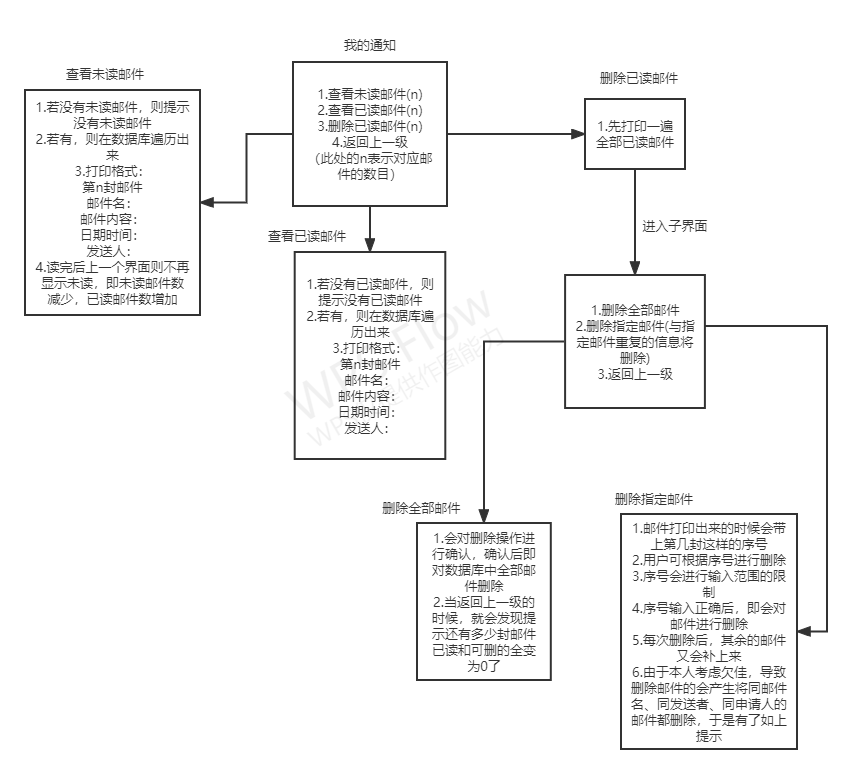 我的通知
1.查看未读邮件(n)
2.查看已读邮件(n)
3.删除已读邮件(n)
4.返回上一级
(此处的n表示对应邮
件的数目)
查看未读邮件
1.若没有未读邮件，则提示
没有未读邮件
2.若有，则在数据库遍历出
来
3.打印格式：
第n封邮件
邮件名：
邮件内容：
日期时间：
发送人：
4.读完后上一个界面则不再
显示未读，即未读邮件数
减少，已读邮件数增加
查看已读邮件
1.若没有已读邮件，则
提示没有已读邮件
2.若有，则在数据库遍
历出来
3.打印格式：
第n封邮件
邮件名：
邮件内容：
日期时间：
发送人：
删除已读邮件
1.先打印一遍
全部已读邮件
进入子界面
1.删除全部邮件
2.删除指定邮件(与指
定邮件重复的信息将
删除)
3.返回上一级
删除全部邮件
1.会对删除操作进
行确认，确认后即
对数据库中全部邮
件删除
2.当返回上一级的
时候，就会发现提
示还有多少封邮件
已读和可删的全变
为0了
删除指定邮件
1.邮件打印出来的时候会带
上第几封这样的序号
2.用户可根据序号进行删除
3.序号会进行输入范围的限
制
4.序号输入正确后，即会对
邮件进行删除
5.每次删除后，其余的邮件
又会补上来
6.由于本人考虑欠佳，导致
删除邮件的会产生将同邮件
名、同发送者、同申请人的
邮件都删除，于是有了如上
提示